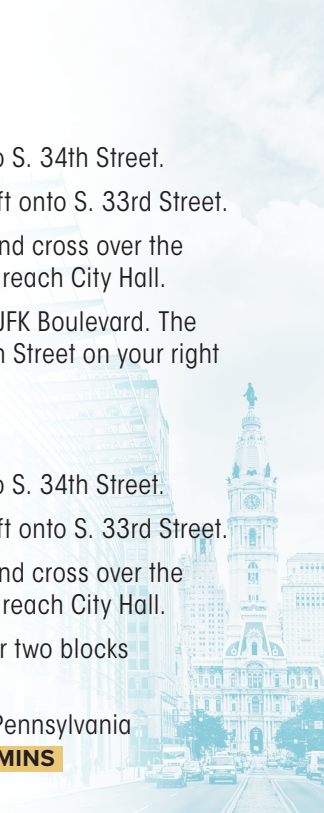 o S. 34th Street.
ft onto S. 33rd Street.
nd cross over the
reach City Hall.
JFK Boulevard. The
n Street on your right
o S. 34th Street.
ft onto S. 33rd Street.
nd cross over the
reach City Hall.
r two blocks
Pennsylvania
MINS